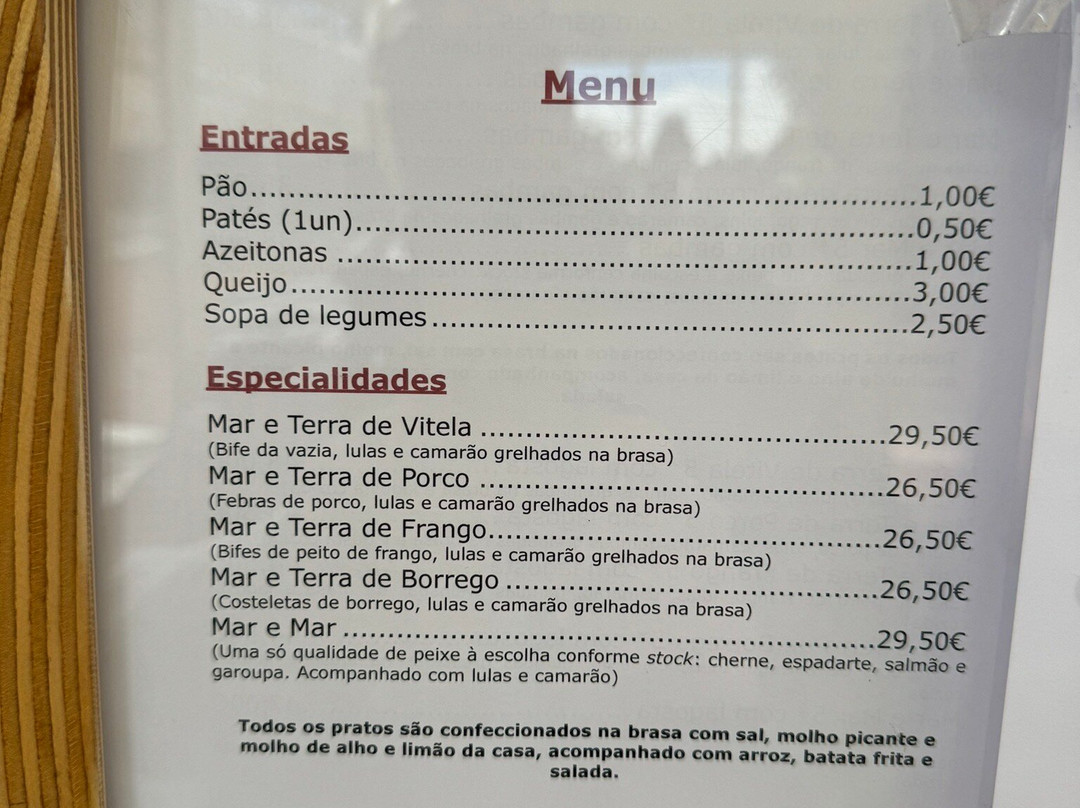 Menu
Entradas
Pão..........................................................................1,00€
Patés (1un)..............................................................0,50€
Azeitonas ................................................................1,00€
Queijo.....................................................................3,00€
Sopa de legumes.....................................................2,50€
Especialidades
Mar e Terra de Vitela .............................................29,50€
(Bife da vazia, lulas e camarão grelhados na brasa)
Mar e Terra de Porco .............................................26,50€
(Febras de porco, lulas e camarão grelhados na brasa)
Mar e Terra de Frango............................................26,50€
(Bifes de peito de frango, lulas e camarão grelhados na brasa)
Mar e Terra de Borrego .........................................26,50€
(Costeletas de borrego, lulas e camarão grelhados na brasa)
Mar e Mar ...........................................................29,50€
(Uma só qualidade de peixe à escolha conforme stock: cherne, espadarte, salmão e
garoupa. Acompanhado com lulas e camarão)
Todos os pratos são confeccionados na brasa com sal, molho picante e
molho de alho e limão da casa, acompanhado com arroz, batata frita e
salada.